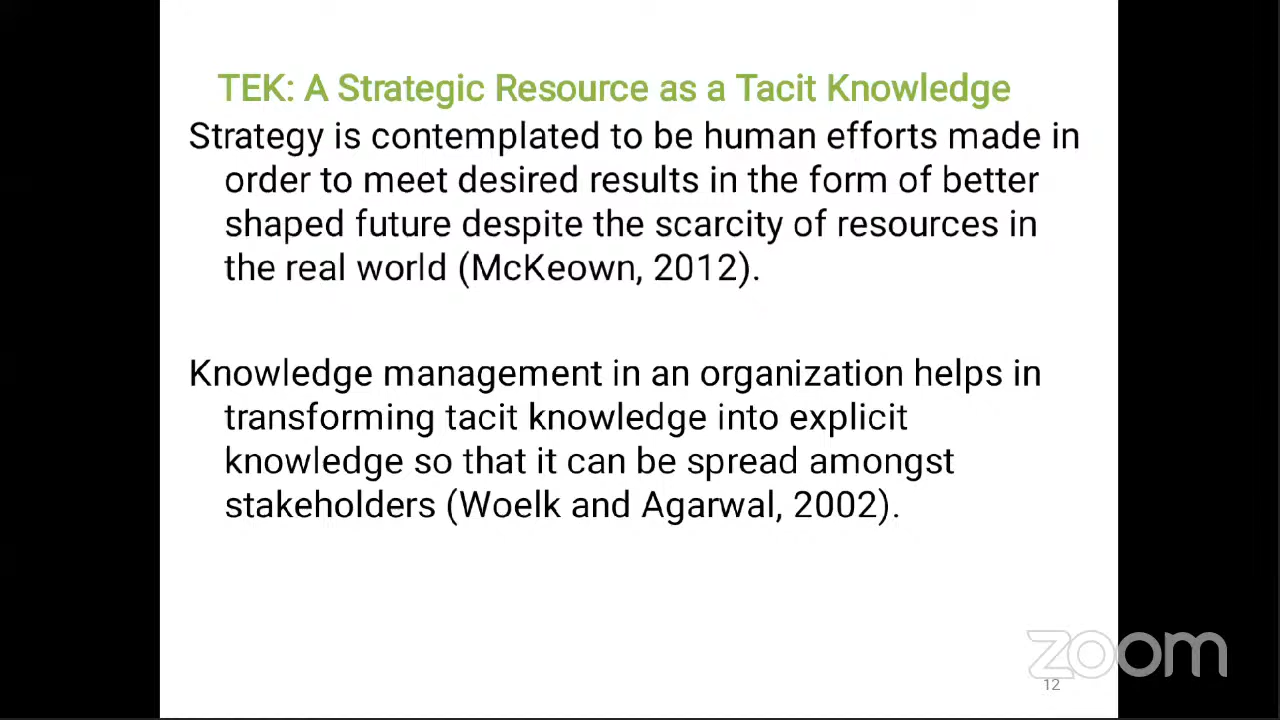 TEK: A Strategic Resource as a Tacit Knowledge
Strategy is contemplated to be human efforts made in
order to meet desired results in the form of better
shaped future despite the scarcity of resources in
the real world (McKeown, 2012).
Knowledge management in an organization helps in
transforming tacit knowledge into explicit
knowledge so that it can be spread amongst
stakeholders (Woelk and Agarwal, 2002).
zoom
12